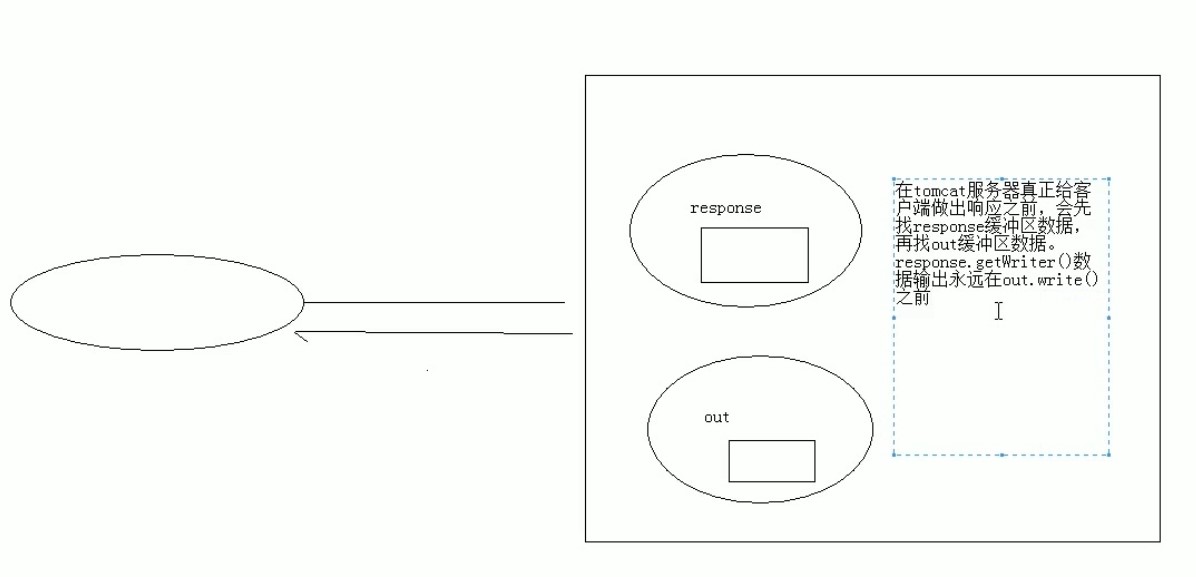 response
在tomcat服务器真正给客
户端做出响应之前，会先
找response缓冲区数据，
再找out缓冲区数据。
response.getWriter()数
据输出永远在out.write()
之前
out